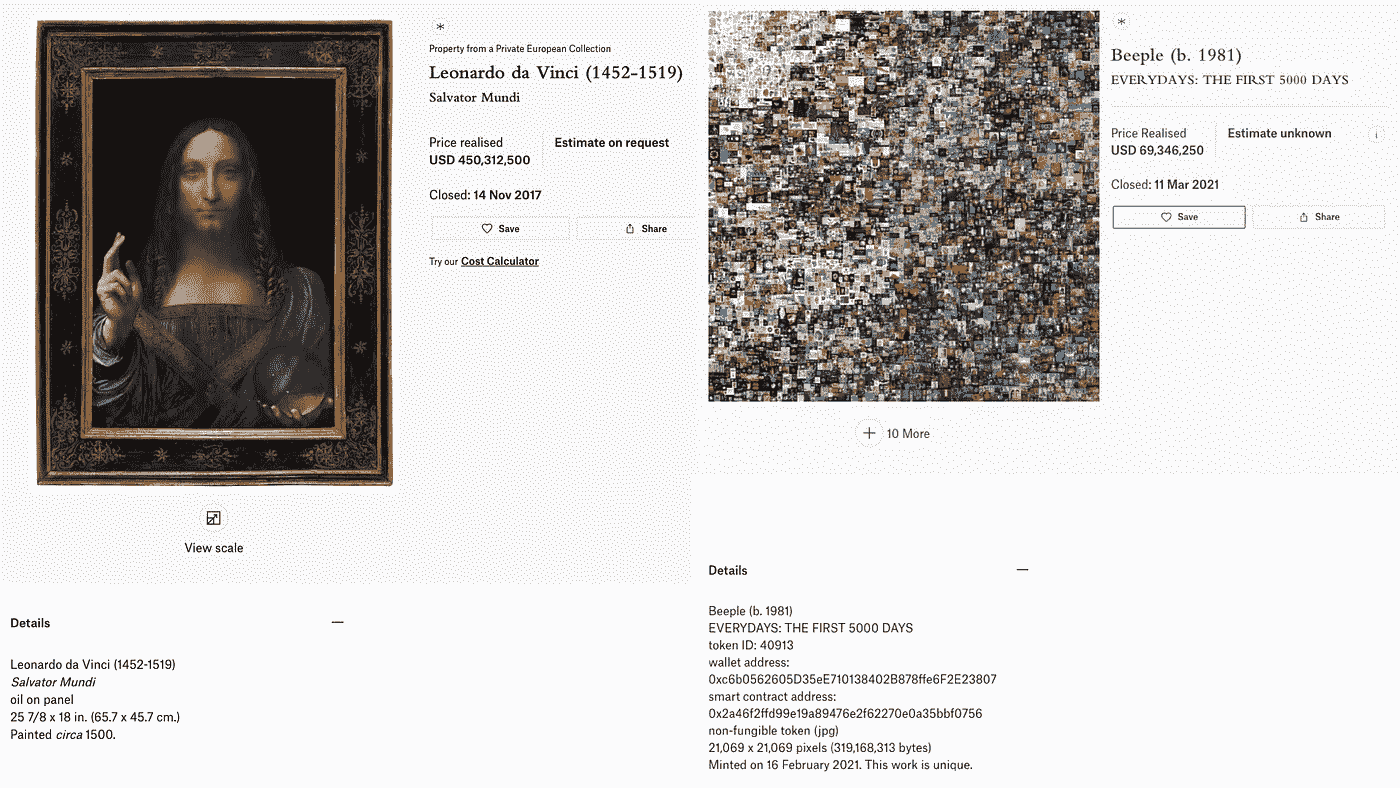 *
Property from a Private European Collection
Leonardo da Vinci (1452-1519)
Salvator Mundi
Price realised
USD 450,312,500
Estimate on request
Closed: 14 Nov 2017
Save
Share
Try our Cost Calculator
View scale
Details
Leonardo da Vinci (1452-1519)
Salvator Mundi
oil on panel
25 7/8 x 18 in. (65.7 x 45.7 cm.)
Painted circa 1500.
*
Beeple (b. 1981)
EVERYDAYS: THE FIRST 5000 DAYS
Price Realised
USD 69,346,250
Estimate unknown
i
Closed: 11 Mar 2021
Save
Share
10 More
Details
Beeple (b. 1981)
EVERYDAYS: THE FIRST 5000 DAYS
token ID: 40913
wallet address:
0xc6b0562605D35eE710138402B878ffe6F2E23807
smart contract address:
0x2a46f2ffd99e19a89476e2f62270e0a35bbf0756
non-fungible token (jpg)
21,069 x 21,069 pixels (319,168,313 bytes)
Minted on 16 February 2021. This work is unique.